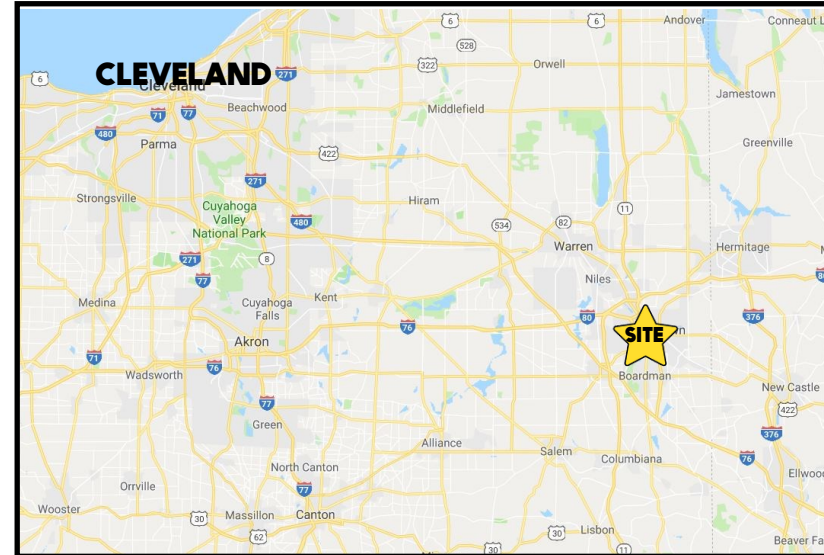 6
6
Andover
Conneaut L
528
CLEVELAND
Cleveland
271
322
Orwell
6
Jamestown
Beachwood
Middlefield
71
77
480
Parma
Greenville
422
271
Strongsville
Hiram
Cuyahoga
Valley
National Park
11
480
534
82
Warren
Hermitage
8
271
77
Niles
80
Medina
Cuyahoga
Falls
Kent
76
80
376
SITE
n
Akron
71
76
Wadsworth
Boardman
New Castle
77
422
Green
376
Alliance
Salem
Columbiana
76
North Canton
Ellwoo
Orrville
77
Wooster
30
Massillon
Canton
62
30
Lisbon
30
11
Beaver Fa